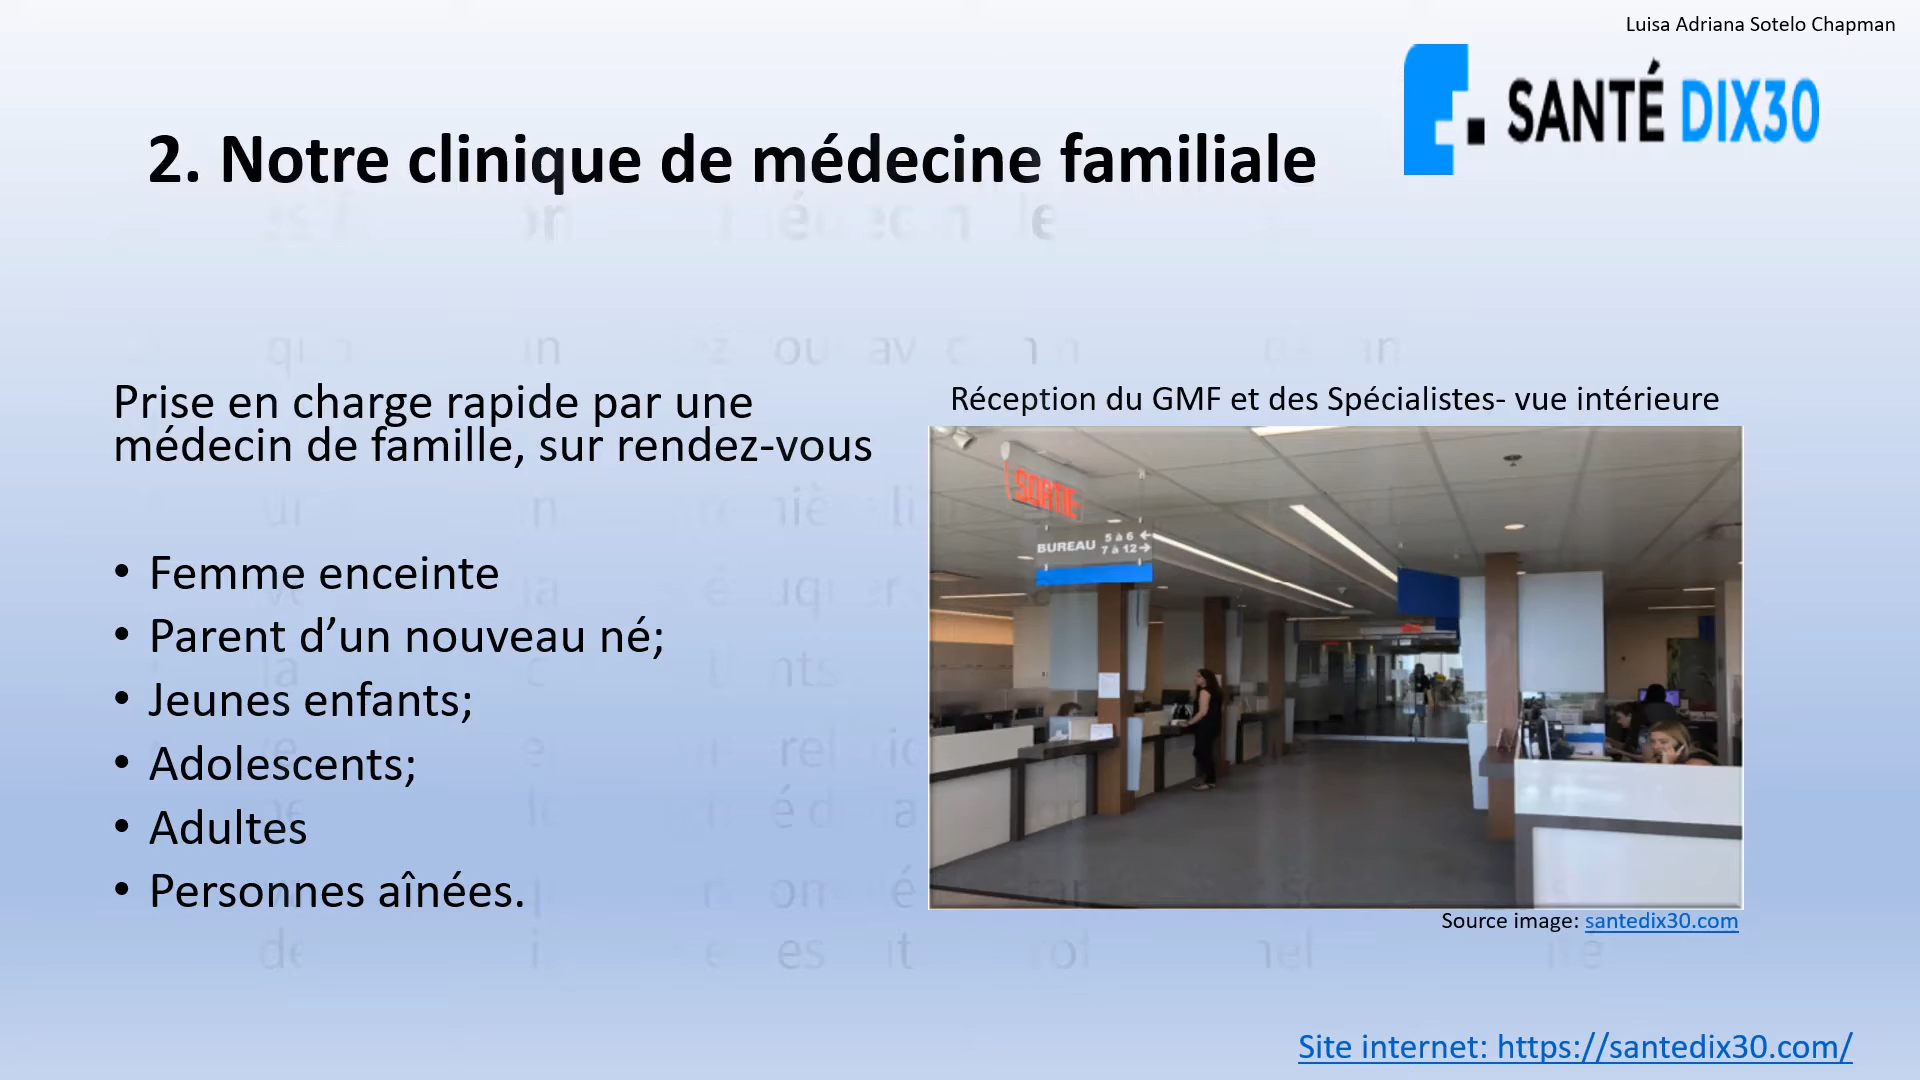 Luisa Adriana Sotelo Chapman
SANTÉ DIX30
2. Notre clinique de médecine familiale
Prise en charge rapide par une
médecin de famille, sur rendez-vous
• Femme enceinte
• Parent d’un nouveau né;
• Jeunes enfants;
• Adolescents;
• Adultes
• Personnes aînées.
Réception du GMF et des Spécialistes- vue intérieure
SORTIE
BUREAU 5 à 6 ←
7 à 12 →
Source image: santedix30.com
Site internet: https://santedix30.com/